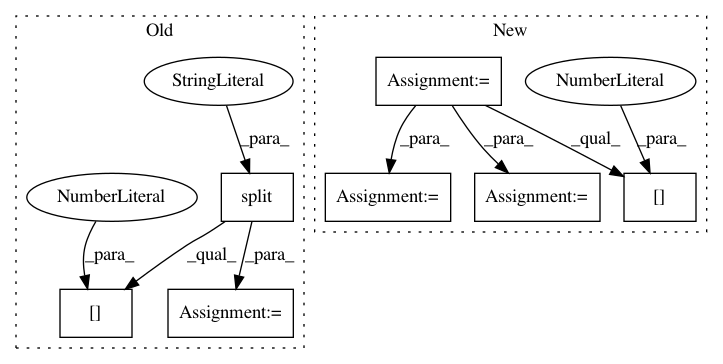 Old
New
StringLiteral
Assignment:=
NumberLiteral
_para_
_para_
_para_
_qual_
_para_
NumberLiteral
split
Assignment:=
Assignment:=
[]
_para_
_qual_
_para_
[]
Assignment:=